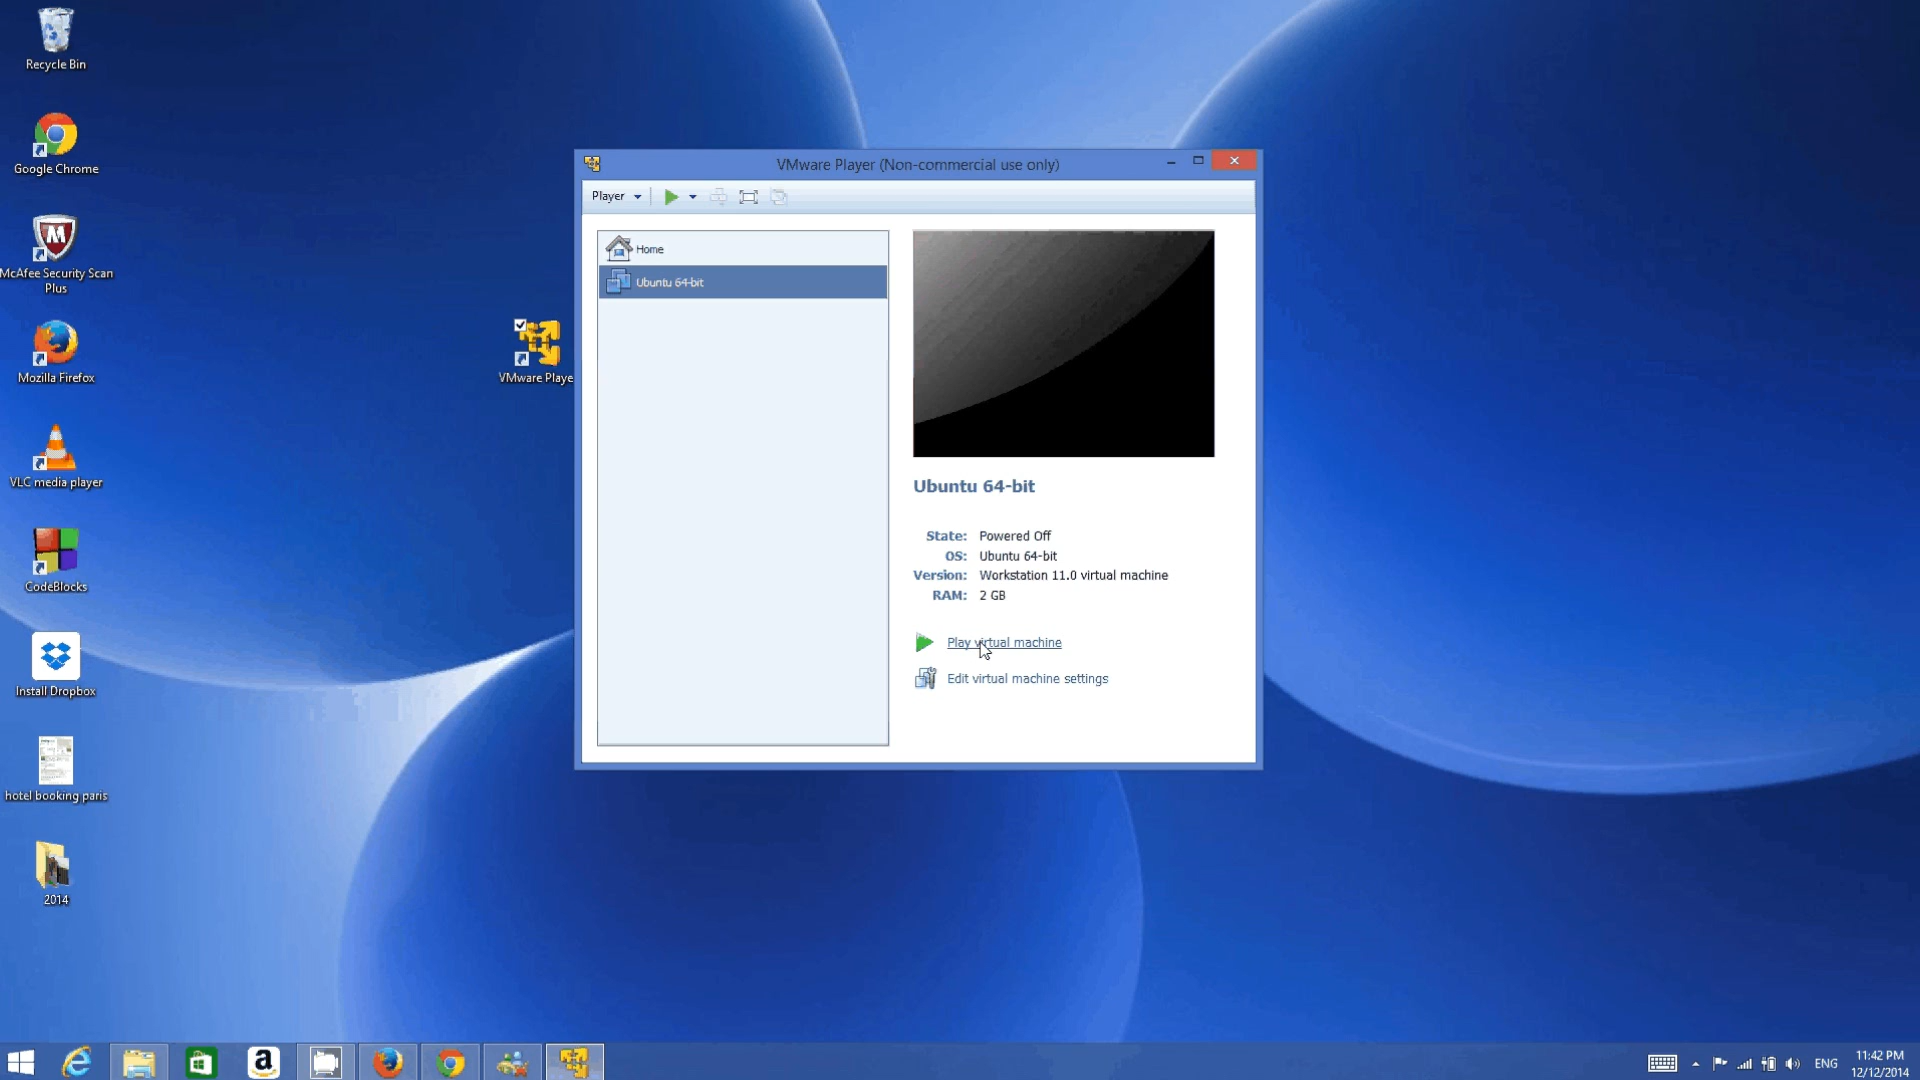 Recycle Bin
Google Chrome
McAfee Security Scan
Plus
Mozilla Firefox
VLC media player
CodeBlocks
Install Dropbox
hotel booking paris
2014
VMware Playe
VMware Player (Non-commercial use only)
Player
Home
Ubuntu 64-bit
Ubuntu 64-bit
State: Powered Off
OS: Ubuntu 64-bit
Version: Workstation 11.0 virtual machine
RAM: 2 GB
Play virtual machine
Edit virtual machine settings
ENG
11:42 PM
12/12/2014